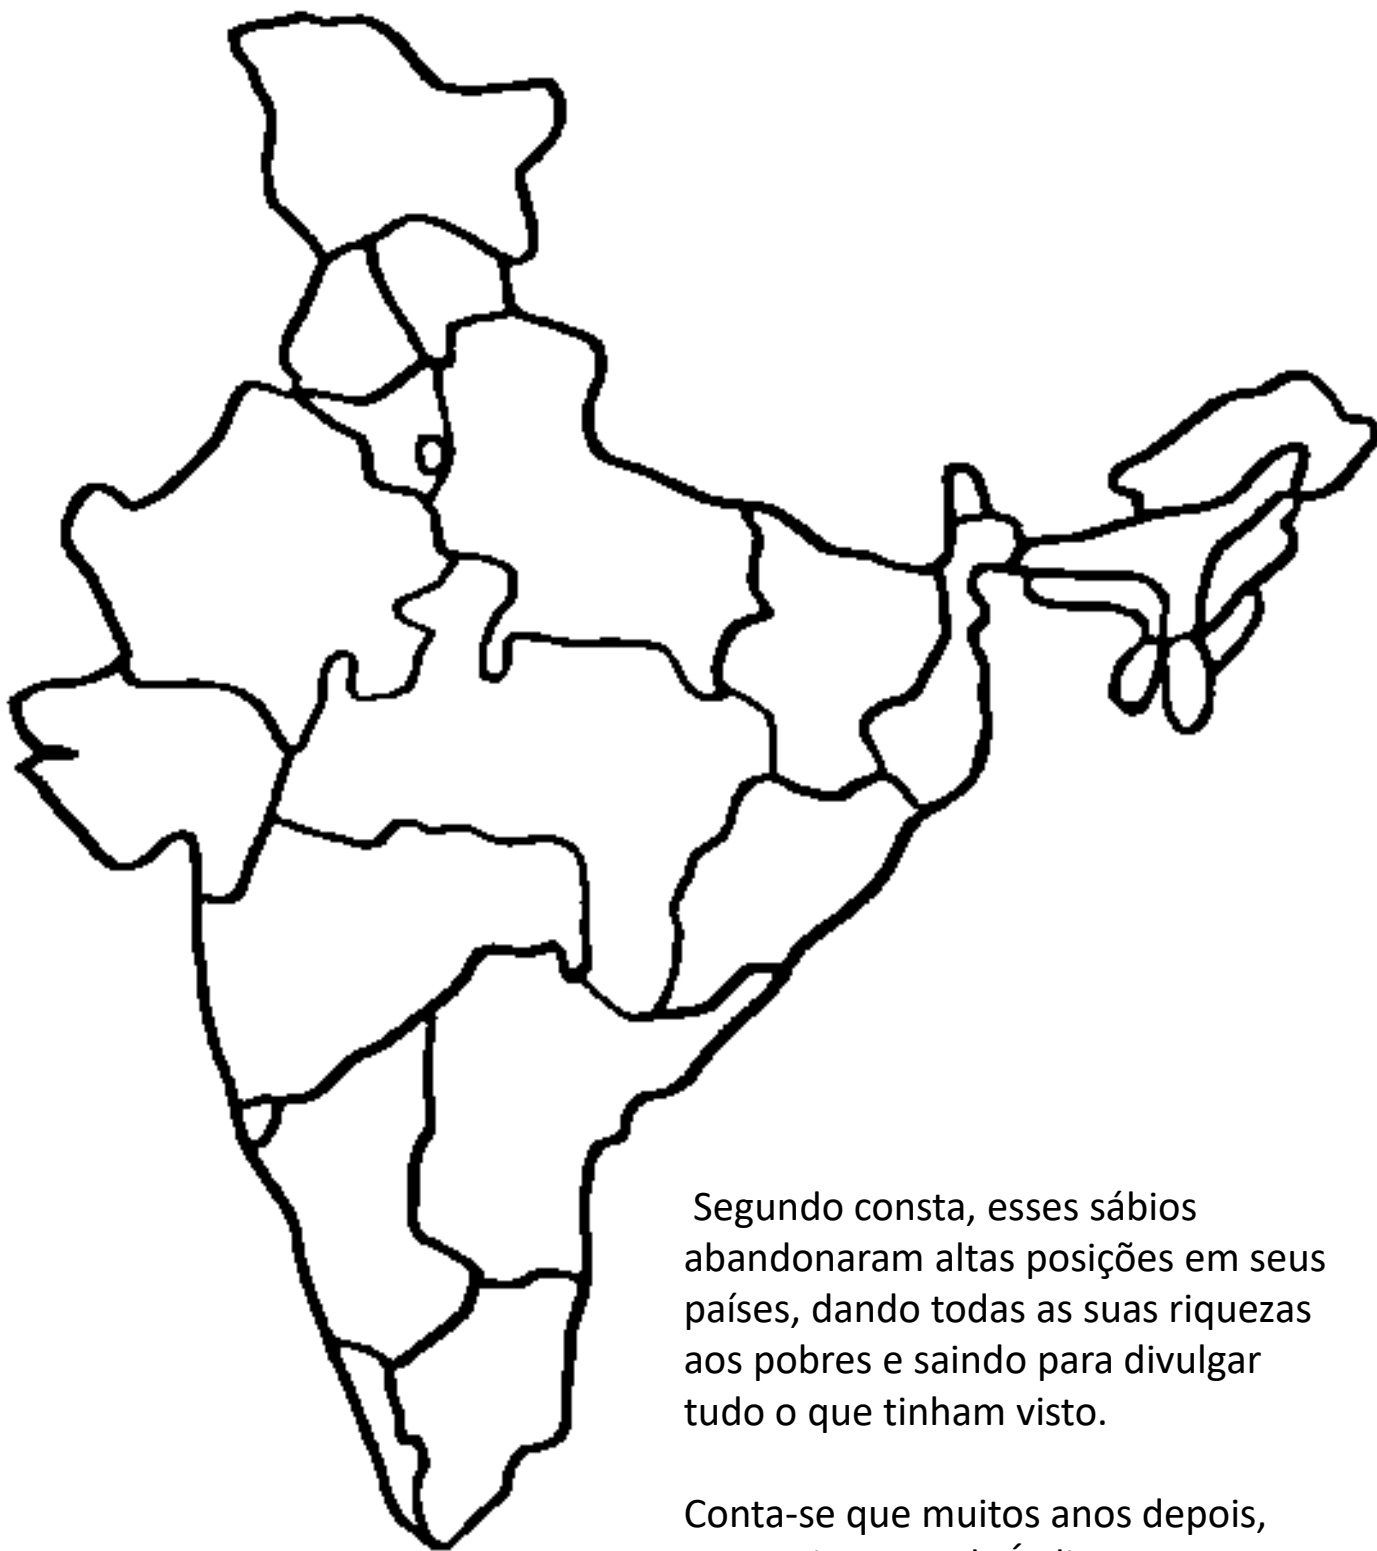 Segundo consta, esses sábios
abandonaram altas posições em seus
países, dando todas as suas riquezas
aos pobres e saindo para divulgar
tudo o que tinham visto.
Conta-se que muitos anos depois,